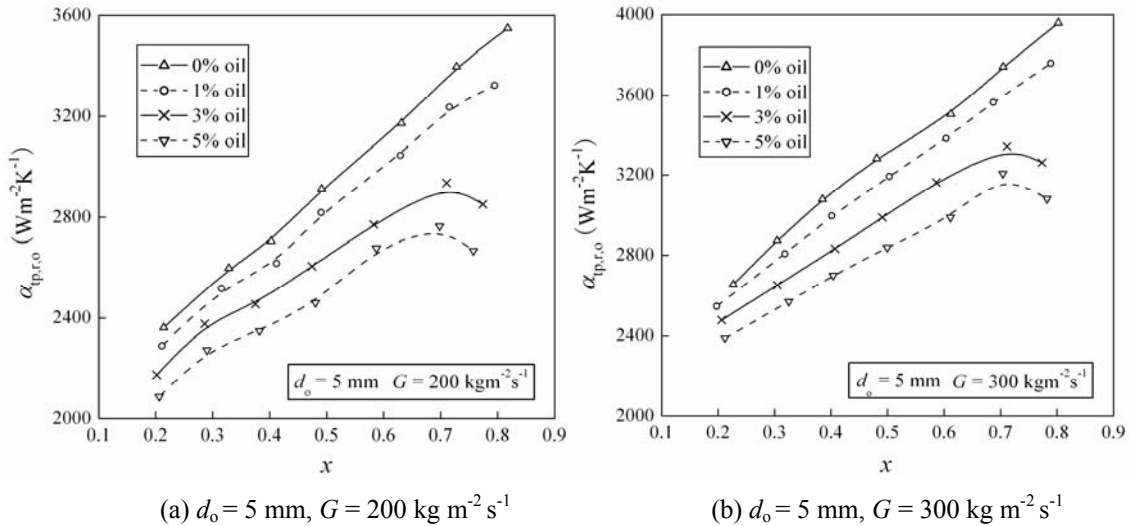 3600
3200
2800
2400
2000
α_tp,r,o (Wm⁻²K⁻¹)
0% oil
1% oil
3% oil
5% oil
d_o = 5 mm G = 200 kgm⁻²s⁻¹
0.1 0.2 0.3 0.4 0.5 0.6 0.7 0.8 0.9
x
(a) d_o = 5 mm, G = 200 kg m⁻² s⁻¹
4000
3600
3200
2800
2400
2000
α_tp,r,o (Wm⁻²K⁻¹)
0% oil
1% oil
3% oil
5% oil
d_o = 5 mm G = 300 kgm⁻²s⁻¹
0.1 0.2 0.3 0.4 0.5 0.6 0.7 0.8 0.9
x
(b) d_o = 5 mm, G = 300 kg m⁻² s⁻¹